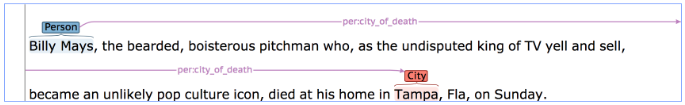 Person
per:city_of_death
Billy Mays, the bearded, boisterous pitchman who, as the undisputed king of TV yell and sell,
per:city_of_death
City
became an unlikely pop culture icon, died at his home in Tampa, Fla, on Sunday.